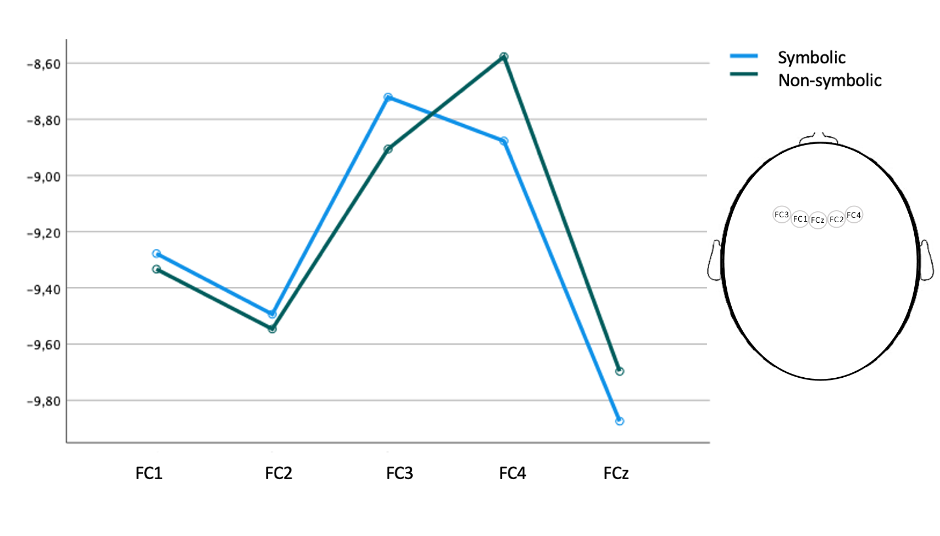 -8,60
-8,80
-9,00
-9,20
-9,40
-9,60
-9,80
FC1 FC2 FC3 FC4 FCz
Symbolic
Non-symbolic
FC3 FC1 FCz FC2 FC4